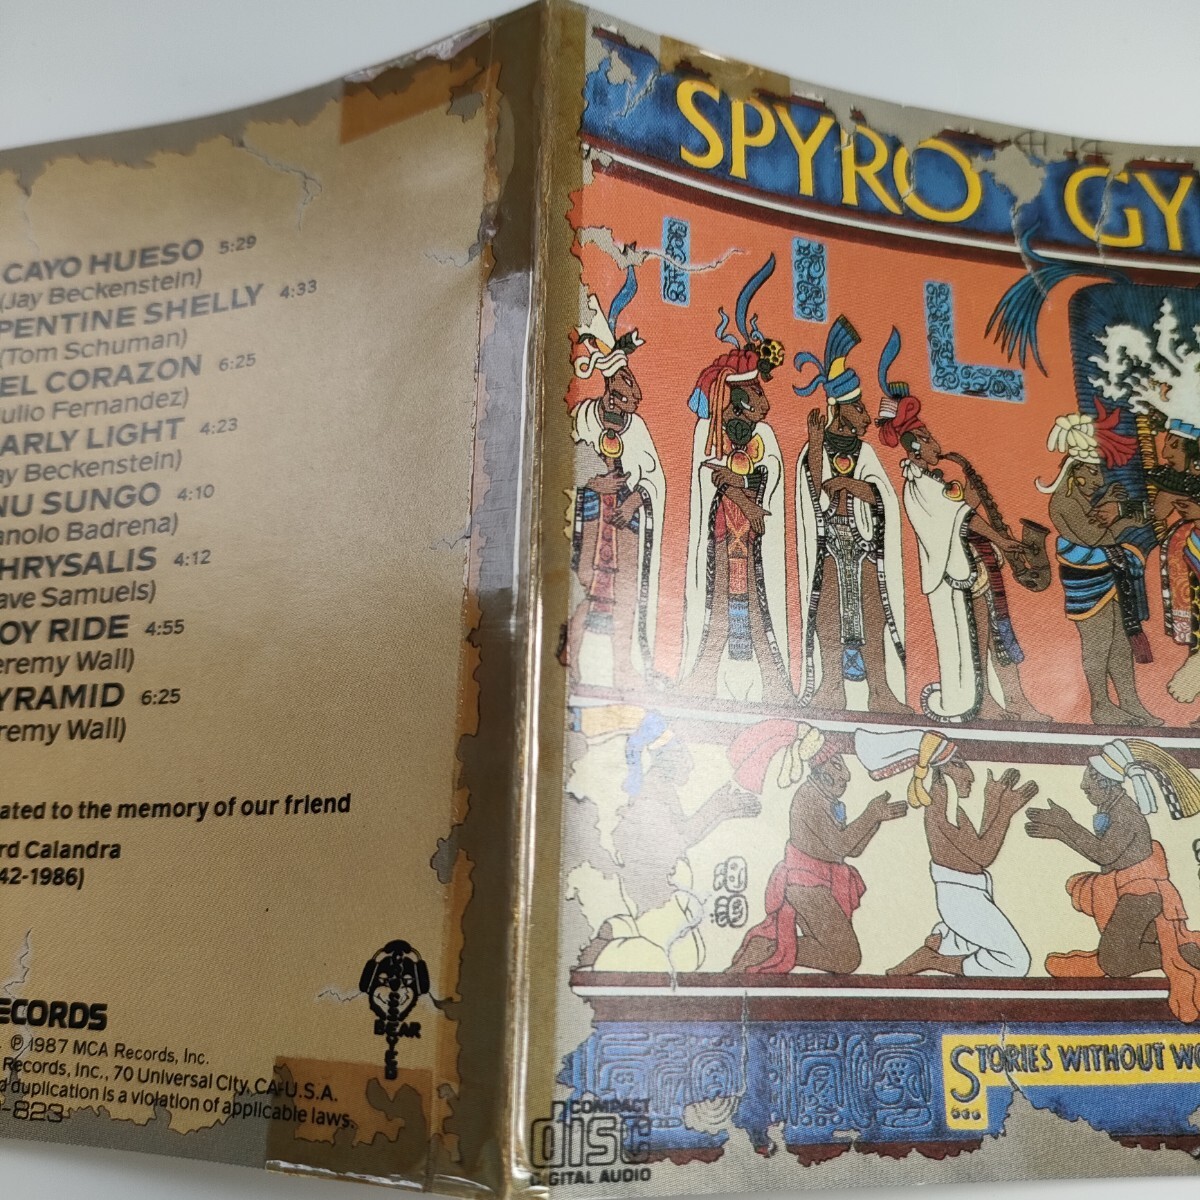 CAYO HUESO 5:29
(Jay Beckenstein)
PENTINE SHELLY 4:33
(Tom Schuman)
EL CORAZON 6:25
ulio Fernandez)
ARLY LIGHT 4:23
ay Beckenstein)
NU SUNGO 4:10
anolo Badrena)
HRYSALIS 4:12
ave Samuels)
OY RIDE 4:55
eremy Wall)
YRAMID 6:25
remy Wall)
ated to the memory of our friend
rd Calandra
42-1986)
ECORDS
℗ 1987 MCA Records, Inc.
Records, Inc., 70 Universal City, CA-U.S.A.
d duplication is a violation of applicable laws.
-823
BEAR
SPYRO GY
STORIES WITHOUT WO
COMPACT
disc
DIGITAL AUDIO